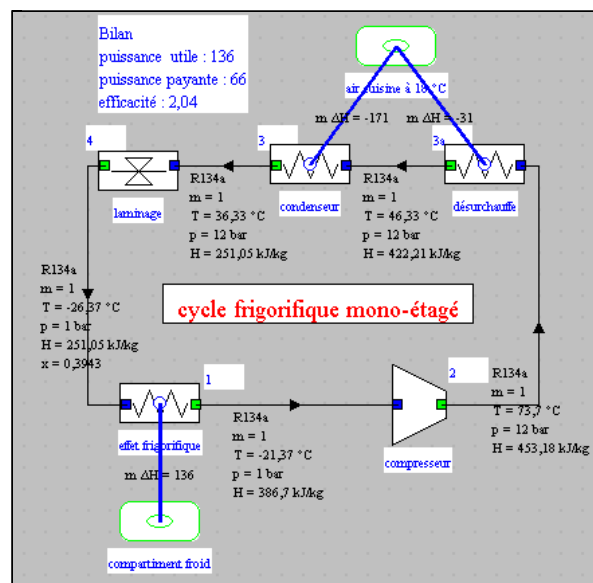 Bilan
puissance utile : 136
puissance payante : 66
efficacité : 2,04
air cuisine à 18 °C
m ΔH = -171
m ΔH = -31
4
3
3a
laminage
condenseur
désurchauffe
R134a
m = 1
T = 36,33 °C
p = 12 bar
H = 251,05 kJ/kg
R134a
m = 1
T = 46,33 °C
p = 12 bar
H = 422,21 kJ/kg
R134a
m = 1
T = -26,37 °C
p = 1 bar
H = 251,05 kJ/kg
x = 0,3943
cycle frigorifique mono-étagé
1
2
effet frigorifique
R134a
m = 1
T = -21,37 °C
p = 1 bar
H = 386,7 kJ/kg
compresseur
R134a
m = 1
T = 73,7 °C
p = 12 bar
H = 453,18 kJ/kg
m ΔH = 136
compartiment froid